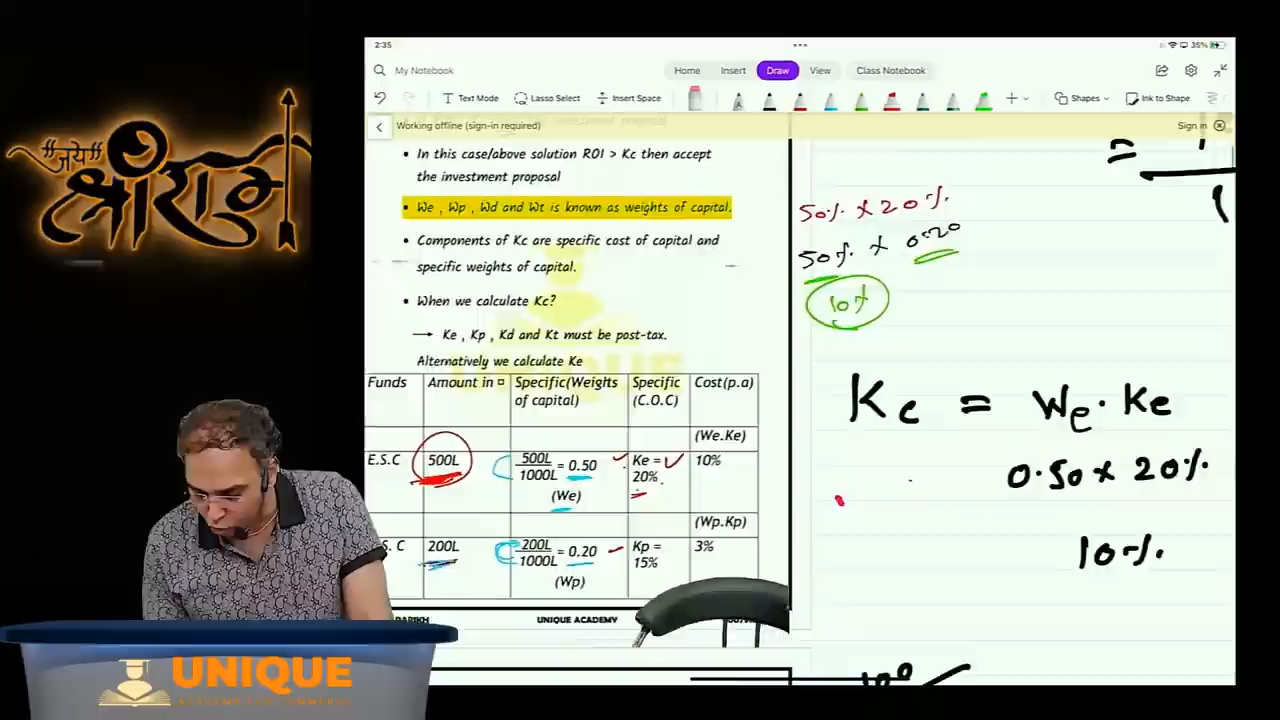 "जय"
श्रीराम
2:35
35%
My Notebook
Home
Insert
Draw
View
Class Notebook
Text Mode
Lasso Select
Insert Space
Shapes
Ink to Shape
Working offline (sign-in required)
Sign in
investment proposal
• In this case/above solution ROI > Kc then accept
the investment proposal
• We , Wp , Wd and Wt is known as weights of capital.
• Components of Kc are specific cost of capital and
specific weights of capital.
• When we calculate Kc?
→ Ke , Kp , Kd and Kt must be post-tax.
Alternatively we calculate Ke
Funds
Amount in
Specific(Weights
of capital)
Specific
(C.O.C)
Cost(p.a)
(We.Ke)
E.S.C
500L
500L
1000L = 0.50
(We)
Ke =
20%
10%
(Wp.Kp)
S. C
200L
200L
1000L = 0.20
(Wp)
Kp =
15%
3%
PARIKH
UNIQUE ACADEMY
50% x 20%
50% x 0.20
10%
Kc = We . Ke
0.50 x 20%
10%
UNIQUE